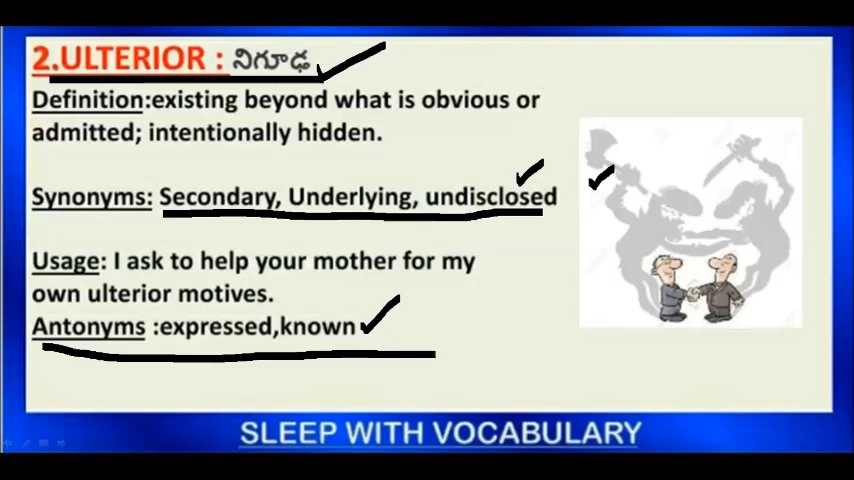 2.ULTERIOR : నిగూఢ
Definition:existing beyond what is obvious or
admitted; intentionally hidden.
Synonyms: Secondary, Underlying, undisclosed
Usage: I ask to help your mother for my
own ulterior motives.
Antonyms :expressed,known
SLEEP WITH VOCABULARY